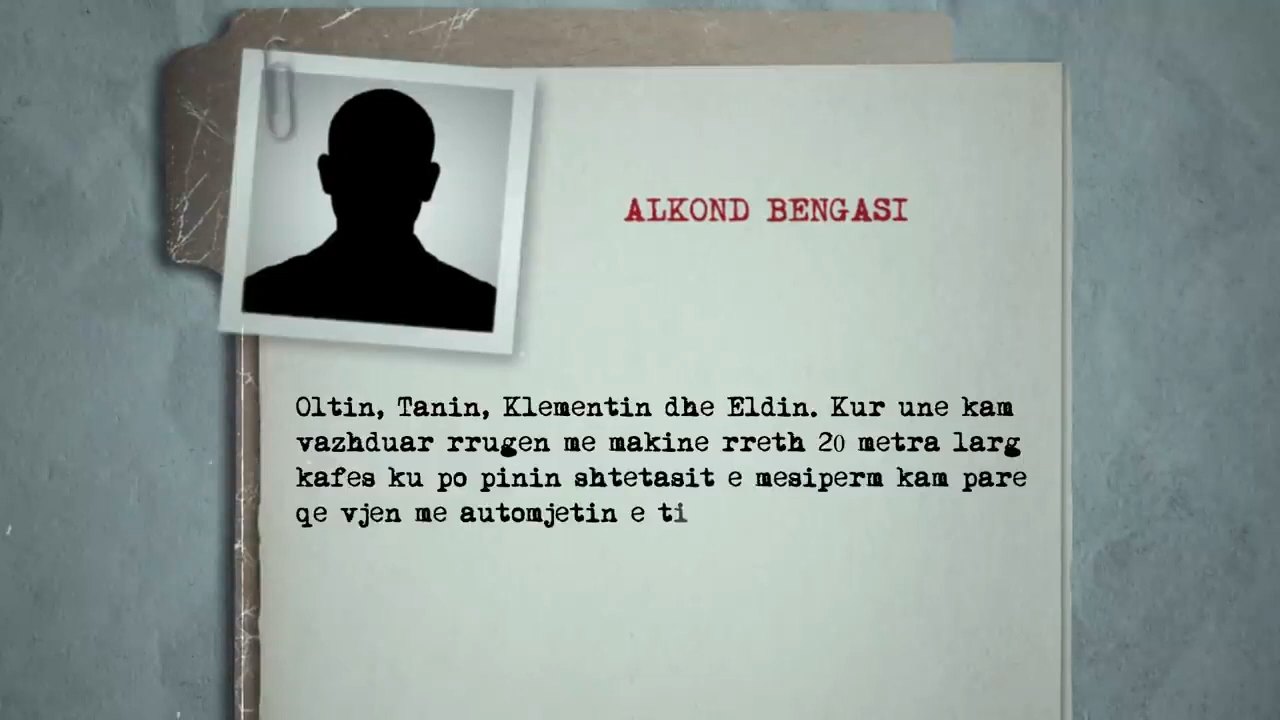 ALKOND BENGASI
Oltin, Tanin, Klementin dhe Eldin. Kur une kam
vazhduar rrugen me makine rreth 20 metra larg
kafes ku po pinin shtetasit e mesiperm kam pare
qe vjen me automjetin e ti